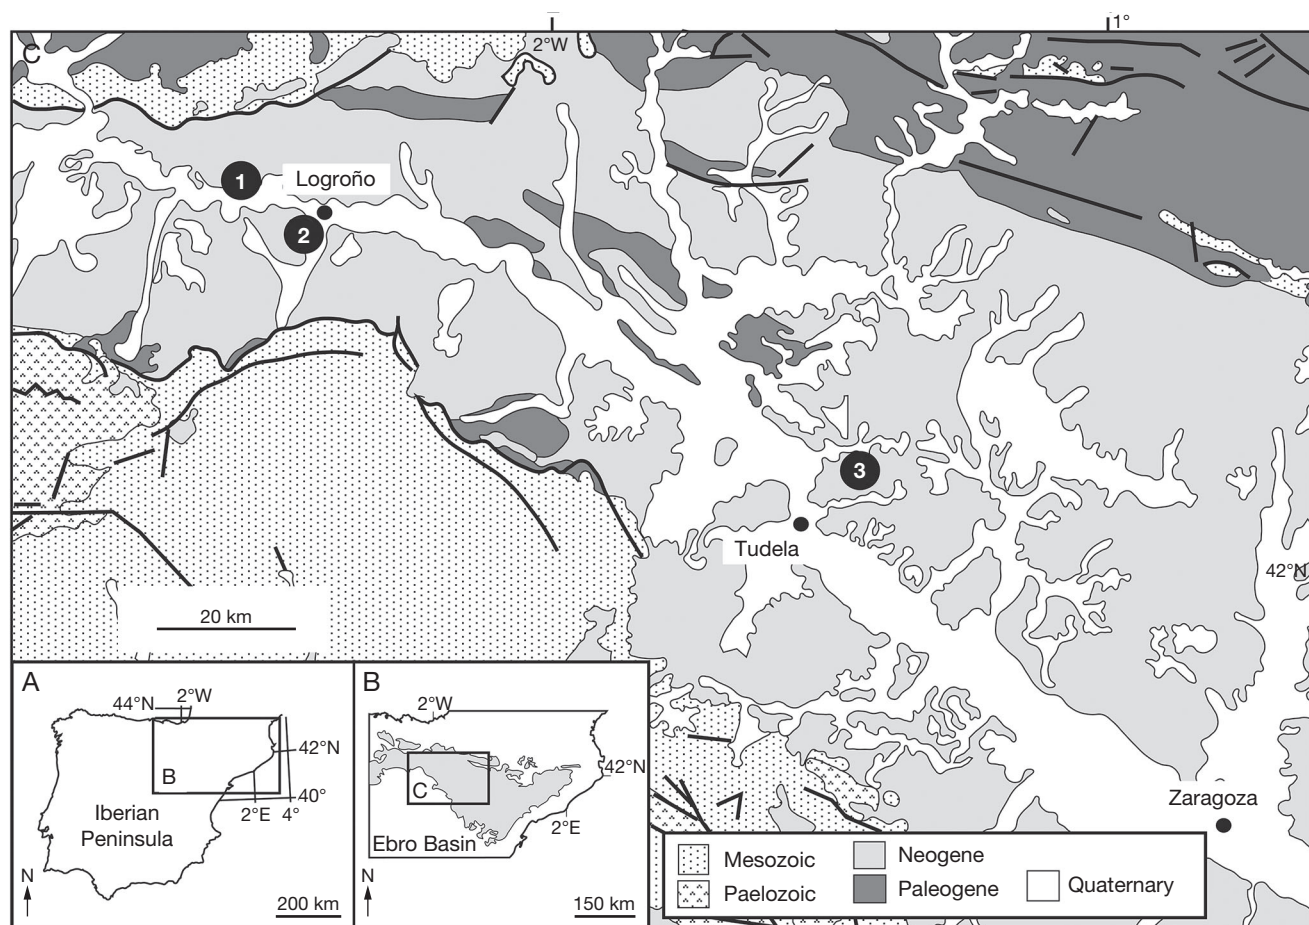 1°
2°W
C
1
Logroño
2
3
Tudela
42°N
20 km
A
44°N
2°W
42°N
B
40°
2°E
4°
Iberian
Peninsula
N
200 km
B
2°W
42°N
C
2°E
Ebro Basin
N
150 km
Zaragoza
Mesozoic
Paelozoic
Neogene
Paleogene
Quaternary